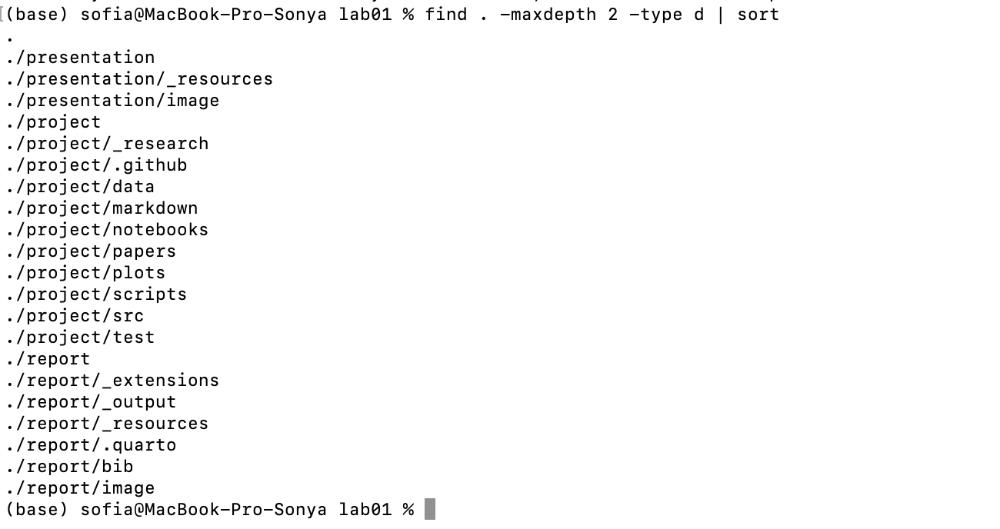 (base) sofia@MacBook-Pro-Sonya lab01 % find . -maxdepth 2 -type d | sort
.
./presentation
./presentation/_resources
./presentation/image
./project
./project/_research
./project/.github
./project/data
./project/markdown
./project/notebooks
./project/papers
./project/plots
./project/scripts
./project/src
./project/test
./report
./report/_extensions
./report/_output
./report/_resources
./report/.quarto
./report/bib
./report/image
(base) sofia@MacBook-Pro-Sonya lab01 %